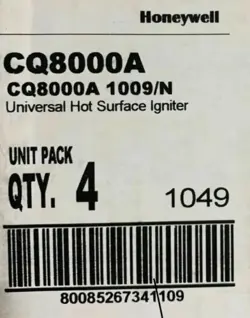 Honeywell
CQ8000A
CQ8000A 1009/N
Universal Hot Surface Igniter
UNIT PACK
QTY. 4 1049
80085267341109